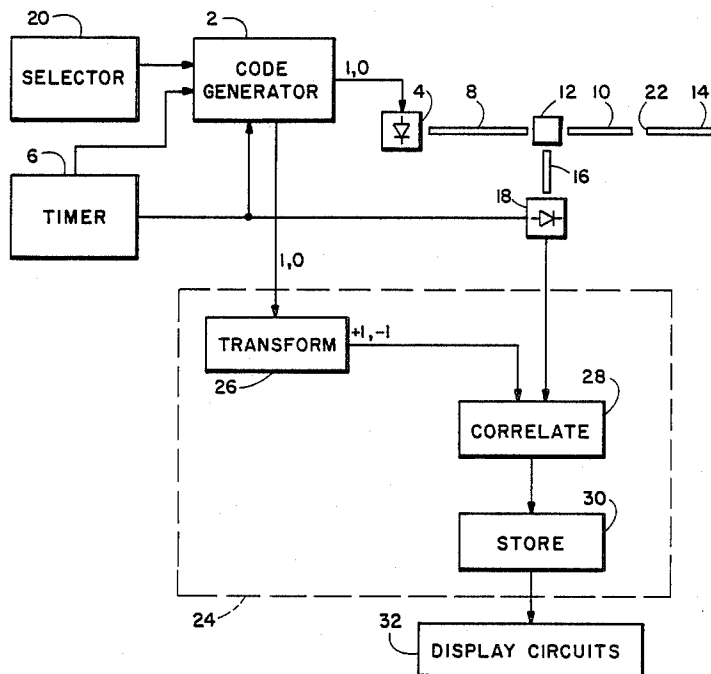 20
2
SELECTOR
CODE
GENERATOR
1,0
4
8
12
10
22
14
6
16
TIMER
18
1,0
TRANSFORM
+1,-1
26
28
CORRELATE
30
STORE
24
32
DISPLAY CIRCUITS